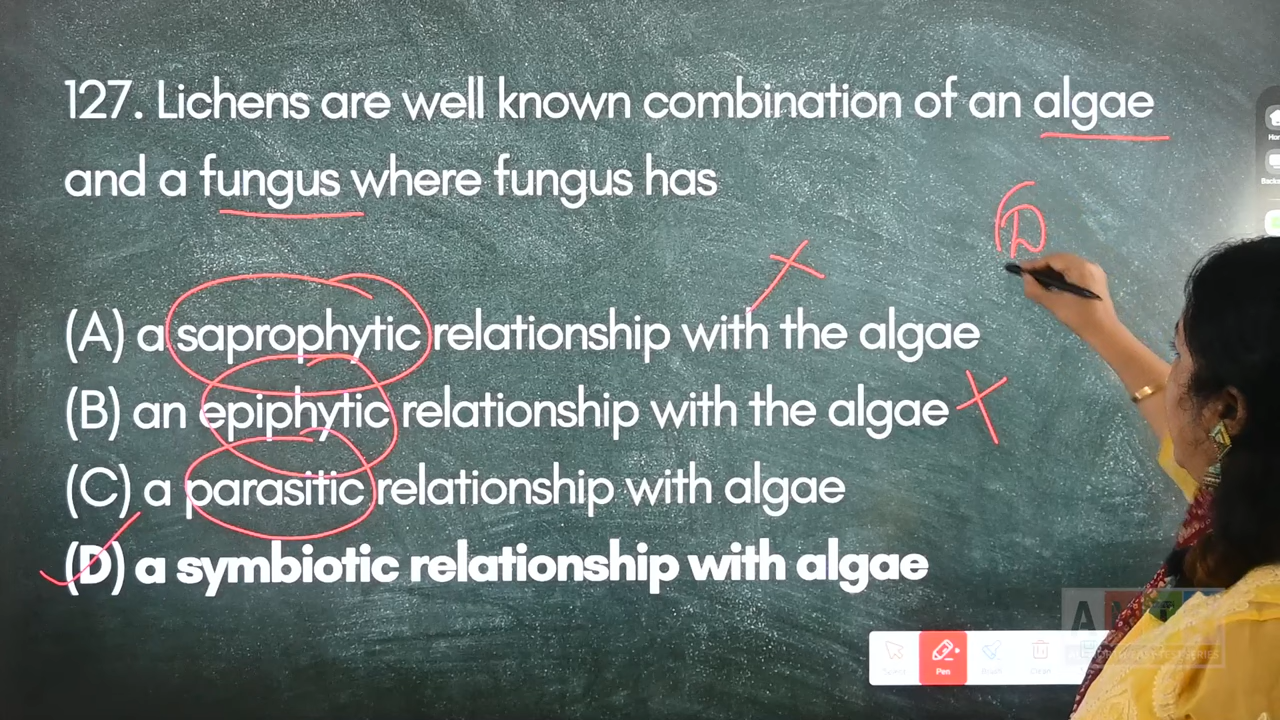 127. Lichens are well known combination of an algae
and a fungus where fungus has
D
(A) a saprophytic relationship with the algae
(B) an epiphytic relationship with the algae
(C) a parasitic relationship with algae
(D) a symbiotic relationship with algae
Pen